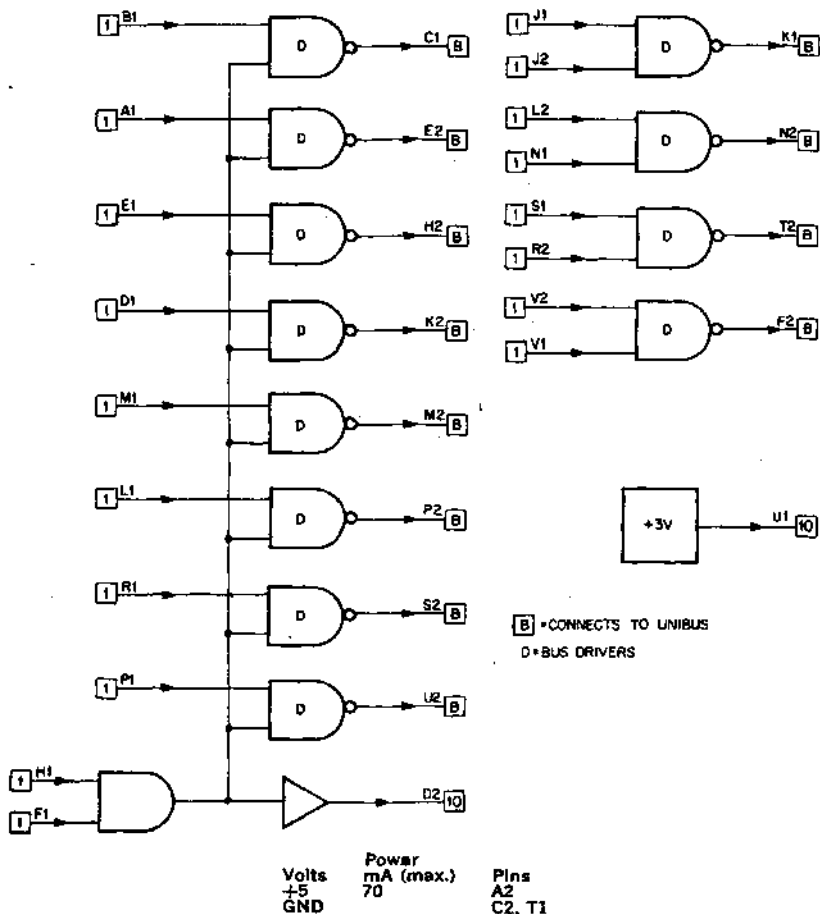 1 B1 D C1 B
1 A1 D E2 B
1 E1 D H2 B
1 D1 D K2 B
1 M1 D M2 B
1 L1 D P2 B
1 R1 D S2 B
1 P1 D U2 B
1 H1
1 F1
D2 10
1 J1 D K1 B
1 J2
1 L2 D N2 B
1 N1
1 S1 D T2 B
1 R2
1 V2 D F2 B
1 V1
+3V U1 10
B = CONNECTS TO UNIBUS
D = BUS DRIVERS
Power
Volts mA (max.) Pins
+5 70 A2
GND C2, T1